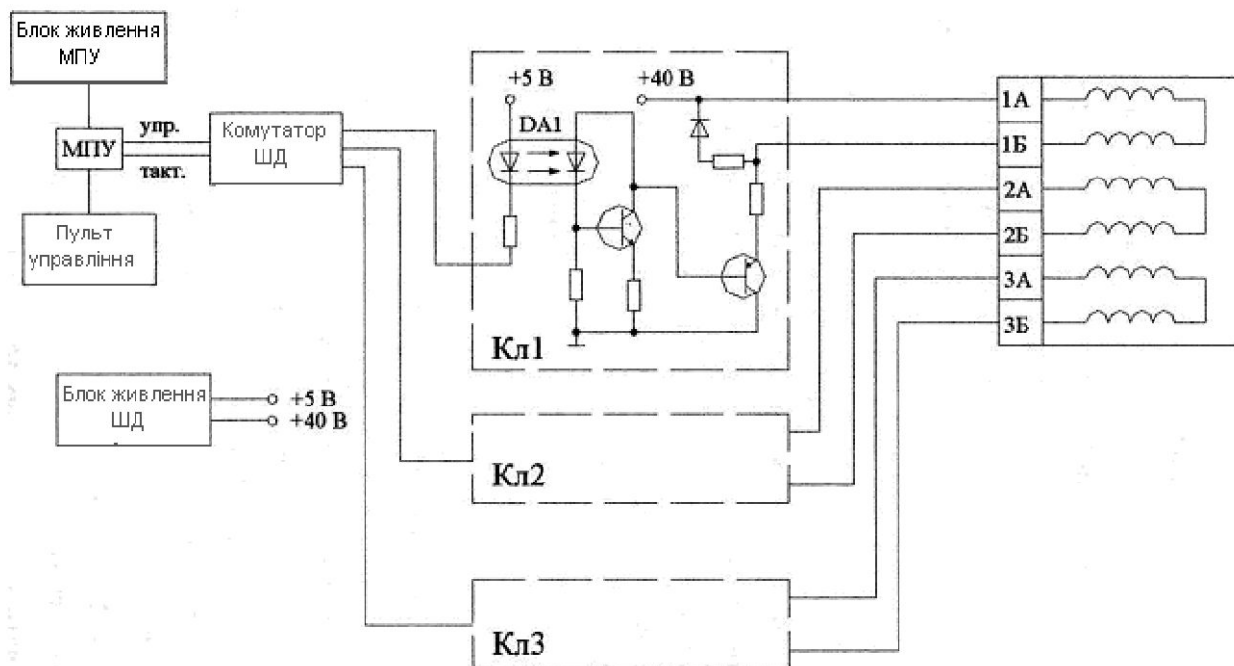 Блок живлення
МПУ
МПУ
упр.
такт.
Комутатор
ШД
Пульт
управління
Блок живлення
ШД
+5 В
+40 В
+5 В
+40 В
DA1
Кл1
Кл2
Кл3
1А
1Б
2А
2Б
3А
3Б